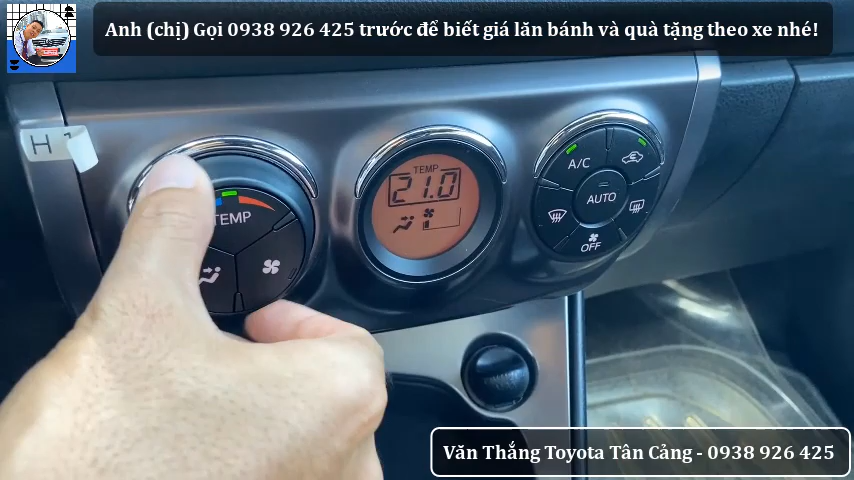 Anh (chị) Gọi 0938 926 425 trước để biết giá lăn bánh và quà tặng theo xe nhé!
H
TEMP
TEMP
21.0
A/C
AUTO
OFF
Văn Thắng Toyota Tân Cảng - 0938 926 425